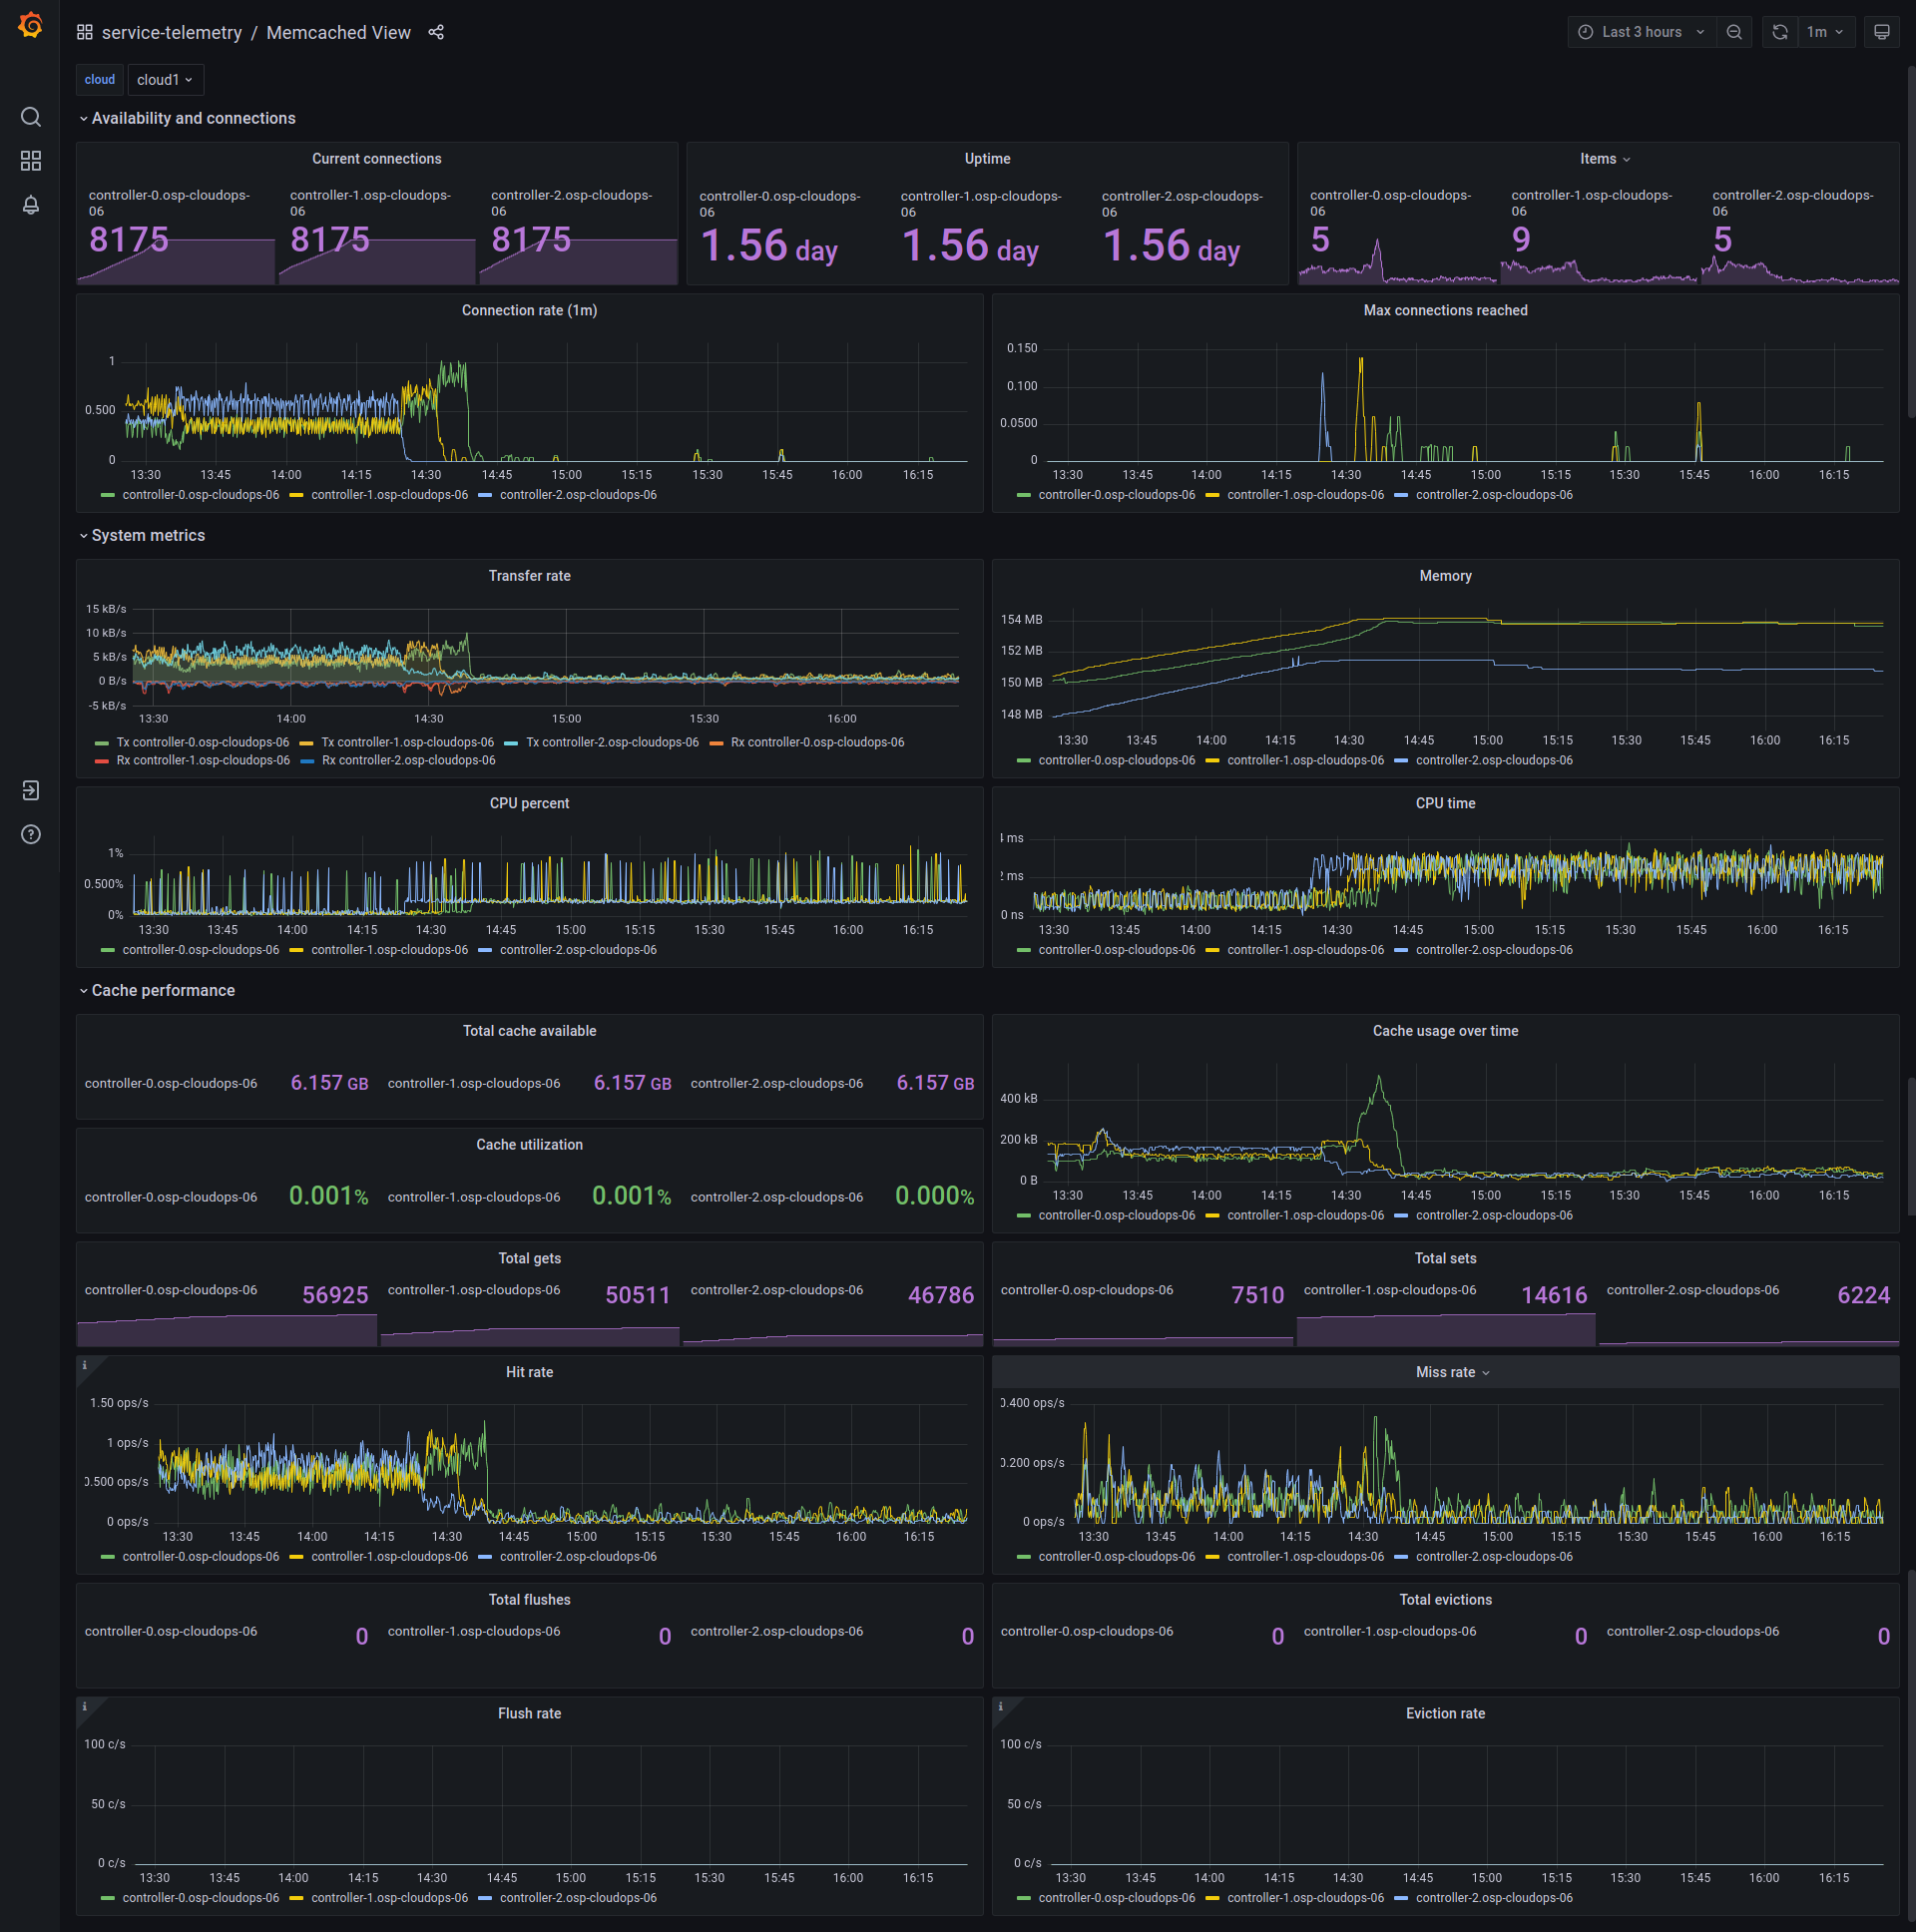 service-telemetry / Memcached View
Last 3 hours
1m
cloud
cloud1
Availability and connections
Current connections
controller-0.osp-cloudops-
06
8175
controller-1.osp-cloudops-
06
8175
controller-2.osp-cloudops-
06
8175
Uptime
controller-0.osp-cloudops-
06
1.56 day
controller-1.osp-cloudops-
06
1.56 day
controller-2.osp-cloudops-
06
1.56 day
Items
controller-0.osp-cloudops-
06
5
controller-1.osp-cloudops-
06
9
controller-2.osp-cloudops-
06
5
Connection rate (1m)
1
0.500
0
13:30 13:45 14:00 14:15 14:30 14:45 15:00 15:15 15:30 15:45 16:00 16:15
controller-0.osp-cloudops-06 controller-1.osp-cloudops-06 controller-2.osp-cloudops-06
Max connections reached
0.150
0.100
0.0500
0
13:30 13:45 14:00 14:15 14:30 14:45 15:00 15:15 15:30 15:45 16:00 16:15
controller-0.osp-cloudops-06 controller-1.osp-cloudops-06 controller-2.osp-cloudops-06
System metrics
Transfer rate
15 kB/s
10 kB/s
5 kB/s
0 B/s
-5 kB/s
13:30 14:00 14:30 15:00 15:30 16:00
Tx controller-0.osp-cloudops-06 Tx controller-1.osp-cloudops-06 Tx controller-2.osp-cloudops-06 Rx controller-0.osp-cloudops-06
Rx controller-1.osp-cloudops-06 Rx controller-2.osp-cloudops-06
Memory
154 MB
152 MB
150 MB
148 MB
13:30 13:45 14:00 14:15 14:30 14:45 15:00 15:15 15:30 15:45 16:00 16:15
controller-0.osp-cloudops-06 controller-1.osp-cloudops-06 controller-2.osp-cloudops-06
CPU percent
1%
0.500%
0%
13:30 13:45 14:00 14:15 14:30 14:45 15:00 15:15 15:30 15:45 16:00 16:15
controller-0.osp-cloudops-06 controller-1.osp-cloudops-06 controller-2.osp-cloudops-06
CPU time
4 ms
2 ms
0 ns
13:30 13:45 14:00 14:15 14:30 14:45 15:00 15:15 15:30 15:45 16:00 16:15
controller-0.osp-cloudops-06 controller-1.osp-cloudops-06 controller-2.osp-cloudops-06
Cache performance
Total cache available
controller-0.osp-cloudops-06 6.157 GB controller-1.osp-cloudops-06 6.157 GB controller-2.osp-cloudops-06 6.157 GB
Cache utilization
controller-0.osp-cloudops-06 0.001% controller-1.osp-cloudops-06 0.001% controller-2.osp-cloudops-06 0.000%
Cache usage over time
400 kB
200 kB
0 B
13:30 13:45 14:00 14:15 14:30 14:45 15:00 15:15 15:30 15:45 16:00 16:15
controller-0.osp-cloudops-06 controller-1.osp-cloudops-06 controller-2.osp-cloudops-06
Total gets
controller-0.osp-cloudops-06 56925 controller-1.osp-cloudops-06 50511 controller-2.osp-cloudops-06 46786
Total sets
controller-0.osp-cloudops-06 7510 controller-1.osp-cloudops-06 14616 controller-2.osp-cloudops-06 6224
Hit rate
1.50 ops/s
1 ops/s
0.500 ops/s
0 ops/s
13:30 13:45 14:00 14:15 14:30 14:45 15:00 15:15 15:30 15:45 16:00 16:15
controller-0.osp-cloudops-06 controller-1.osp-cloudops-06 controller-2.osp-cloudops-06
Miss rate
0.400 ops/s
0.200 ops/s
0 ops/s
13:30 13:45 14:00 14:15 14:30 14:45 15:00 15:15 15:30 15:45 16:00 16:15
controller-0.osp-cloudops-06 controller-1.osp-cloudops-06 controller-2.osp-cloudops-06
Total flushes
controller-0.osp-cloudops-06 0 controller-1.osp-cloudops-06 0 controller-2.osp-cloudops-06 0
Total evictions
controller-0.osp-cloudops-06 0 controller-1.osp-cloudops-06 0 controller-2.osp-cloudops-06 0
Flush rate
100 c/s
50 c/s
0 c/s
13:30 13:45 14:00 14:15 14:30 14:45 15:00 15:15 15:30 15:45 16:00 16:15
controller-0.osp-cloudops-06 controller-1.osp-cloudops-06 controller-2.osp-cloudops-06
Eviction rate
100 c/s
50 c/s
0 c/s
13:30 13:45 14:00 14:15 14:30 14:45 15:00 15:15 15:30 15:45 16:00 16:15
controller-0.osp-cloudops-06 controller-1.osp-cloudops-06 controller-2.osp-cloudops-06